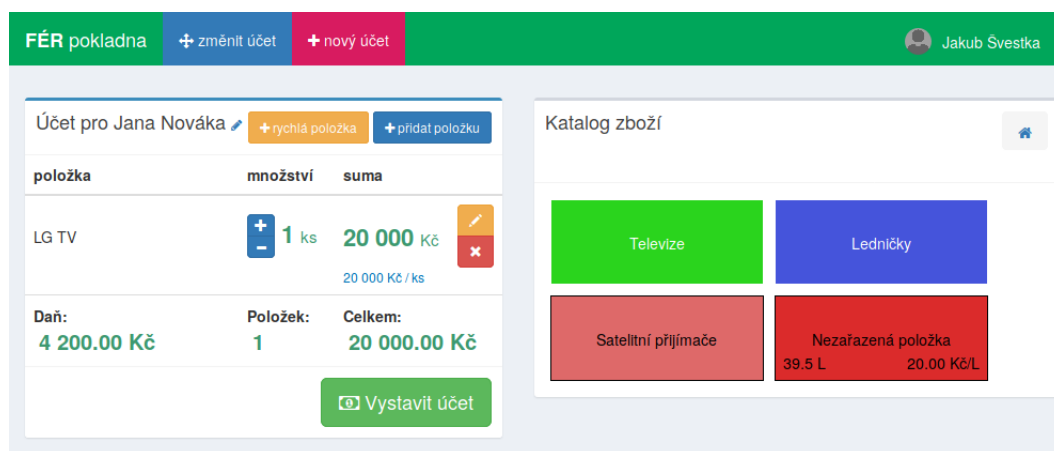 FÉR pokladna změnit účet + nový účet Jakub Švestka
Účet pro Jana Nováka + rychlá položka + přidat položku
položka množství suma
LG TV + − 1 ks 20 000 Kč
20 000 Kč / ks
Daň: Položek: Celkem:
4 200.00 Kč 1 20 000.00 Kč
Vystavit účet
Katalog zboží
Televize Ledničky
Satelitní přijímače Nezařazená položka
39.5 L 20.00 Kč/L